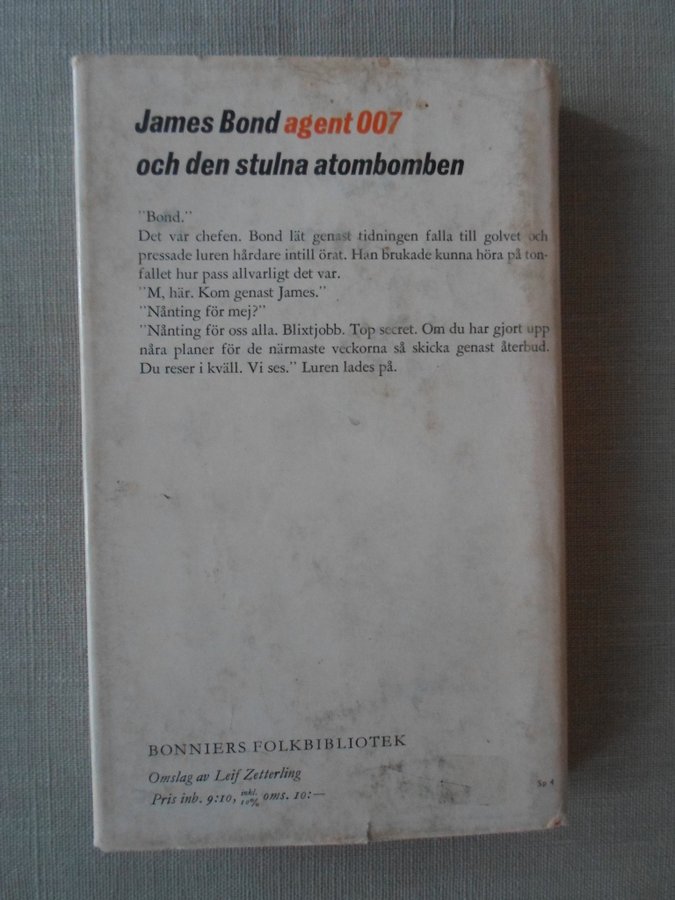 James Bond agent 007
och den stulna atombomben
"Bond."
Det var chefen. Bond lät genast tidningen falla till golvet och
pressade luren hårdare intill örat. Han brukade kunna höra på ton-
fallet hur pass allvarligt det var.
"M, här. Kom genast James."
"Nånting för mej?"
"Nånting för oss alla. Blixtjobb. Top secret. Om du har gjort upp
nåra planer för de närmaste veckorna så skicka genast återbud.
Du reser i kväll. Vi ses." Luren lades på.
BONNIERS FOLKBIBLIOTEK
Omslag av Leif Zetterling
Pris inb. 9:10, inkl. 10% oms. 10:—
Sp 4